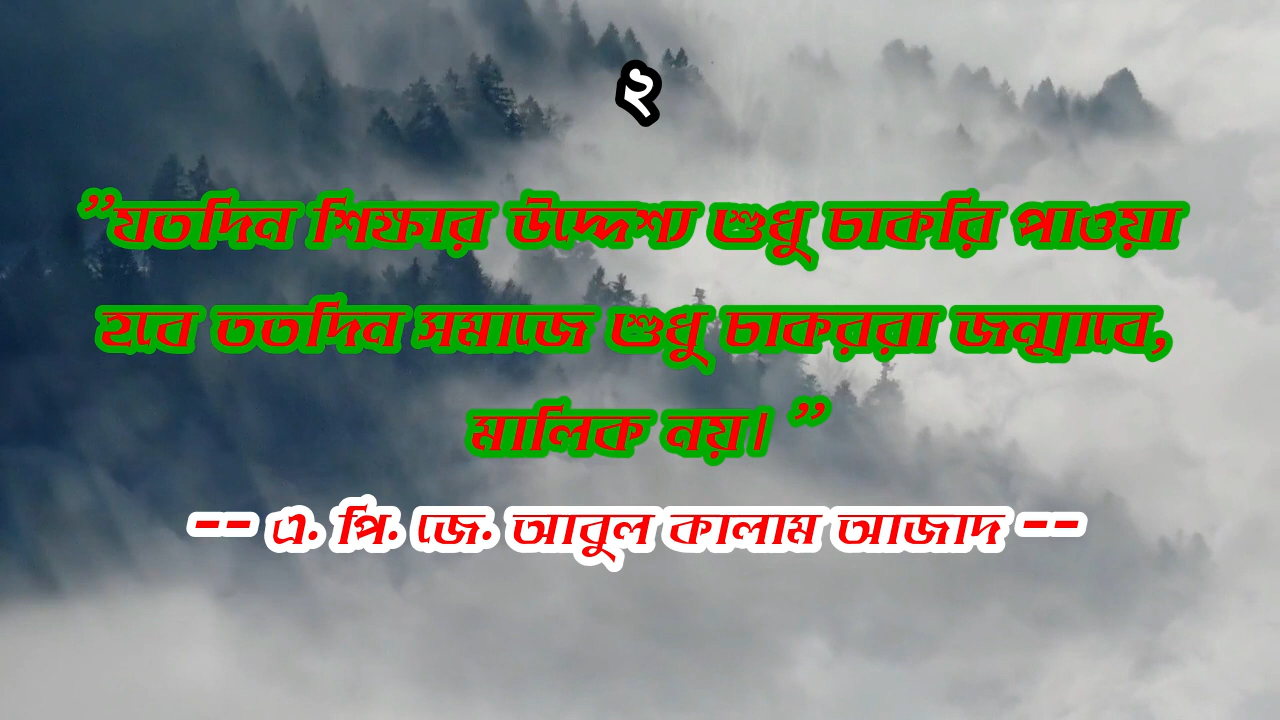 ২
”যতদিন শিক্ষার উদ্দেশ্য শুধু চাকরি পাওয়া
হবে ততদিন সমাজে শুধু চাকররা জন্মাবে,
মালিক নয়। ”
-- এ. পি. জে. আবুল কালাম আজাদ --